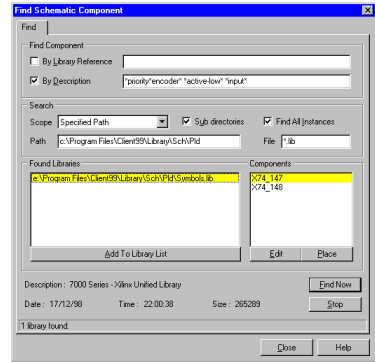 Find Schematic Component
Find
Find Component
By Library Reference
By Description "priority*encoder" *active-low* *input*
Search
Scope Specified Path Sub directories Find All Instances
Path c:\Program Files\Client99\Library\Sch\Pld File *.lib
Found Libraries Components
e:\Program Files\Client99\Library\Sch\Pld\Symbols.lib X74_147
X74_148
Add To Library List Edit Place
Description : 7000 Series - Xilinx Unified Library Find Now
Date : 17/12/98 Time : 22:00:38 Size : 265289 Stop
1 library found.
Close Help